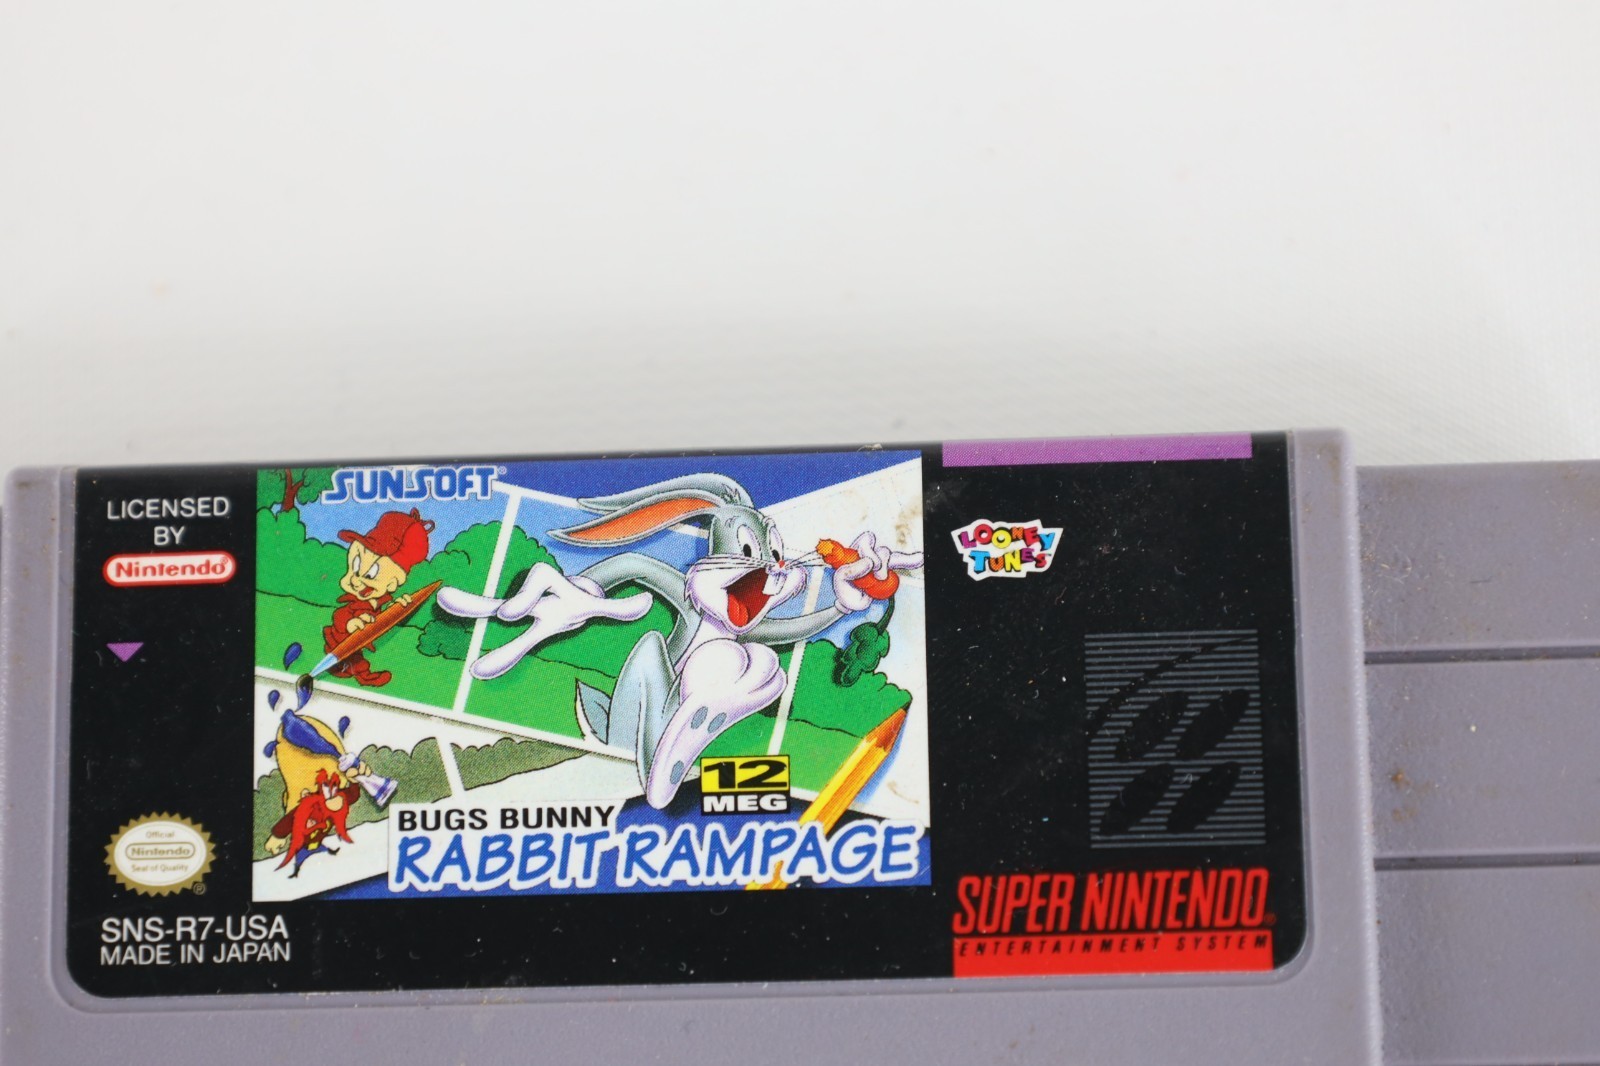 LICENSED
BY
Nintendo
SUNSOFT®
LOONEY
TUNES
12
MEG
BUGS BUNNY
RABBIT RAMPAGE
Official
Nintendo
Seal of Quality
®
SNS-R7-USA
MADE IN JAPAN
SUPER NINTENDO®
ENTERTAINMENT SYSTEM